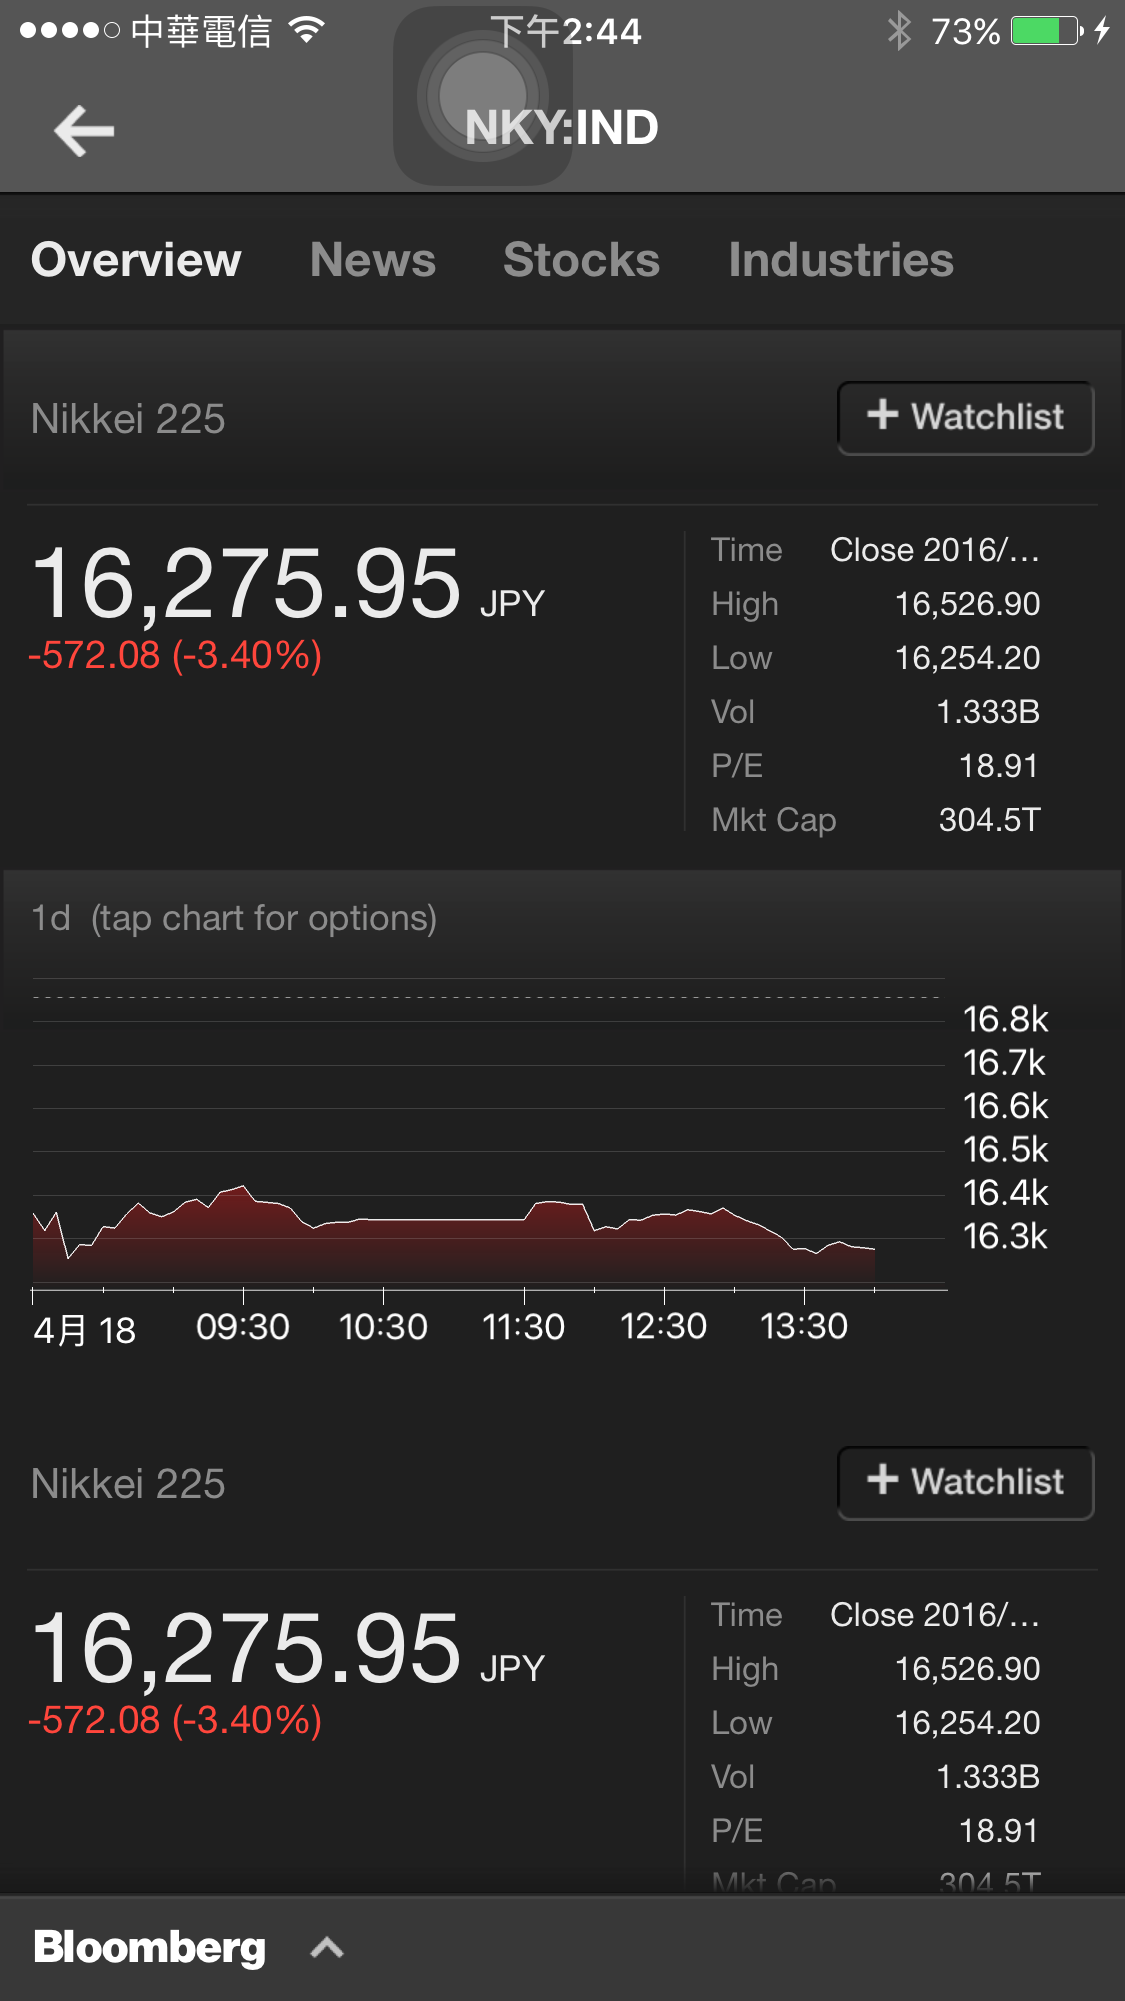 中華電信 下午2:44 73%
NKY:IND
Overview News Stocks Industries
Nikkei 225 + Watchlist
16,275.95 JPY
-572.08 (-3.40%)
Time Close 2016/...
High 16,526.90
Low 16,254.20
Vol 1.333B
P/E 18.91
Mkt Cap 304.5T
1d (tap chart for options)
16.8k
16.7k
16.6k
16.5k
16.4k
16.3k
4月 18 09:30 10:30 11:30 12:30 13:30
Nikkei 225 + Watchlist
16,275.95 JPY
-572.08 (-3.40%)
Time Close 2016/...
High 16,526.90
Low 16,254.20
Vol 1.333B
P/E 18.91
Mkt Cap 304.5T
Bloomberg